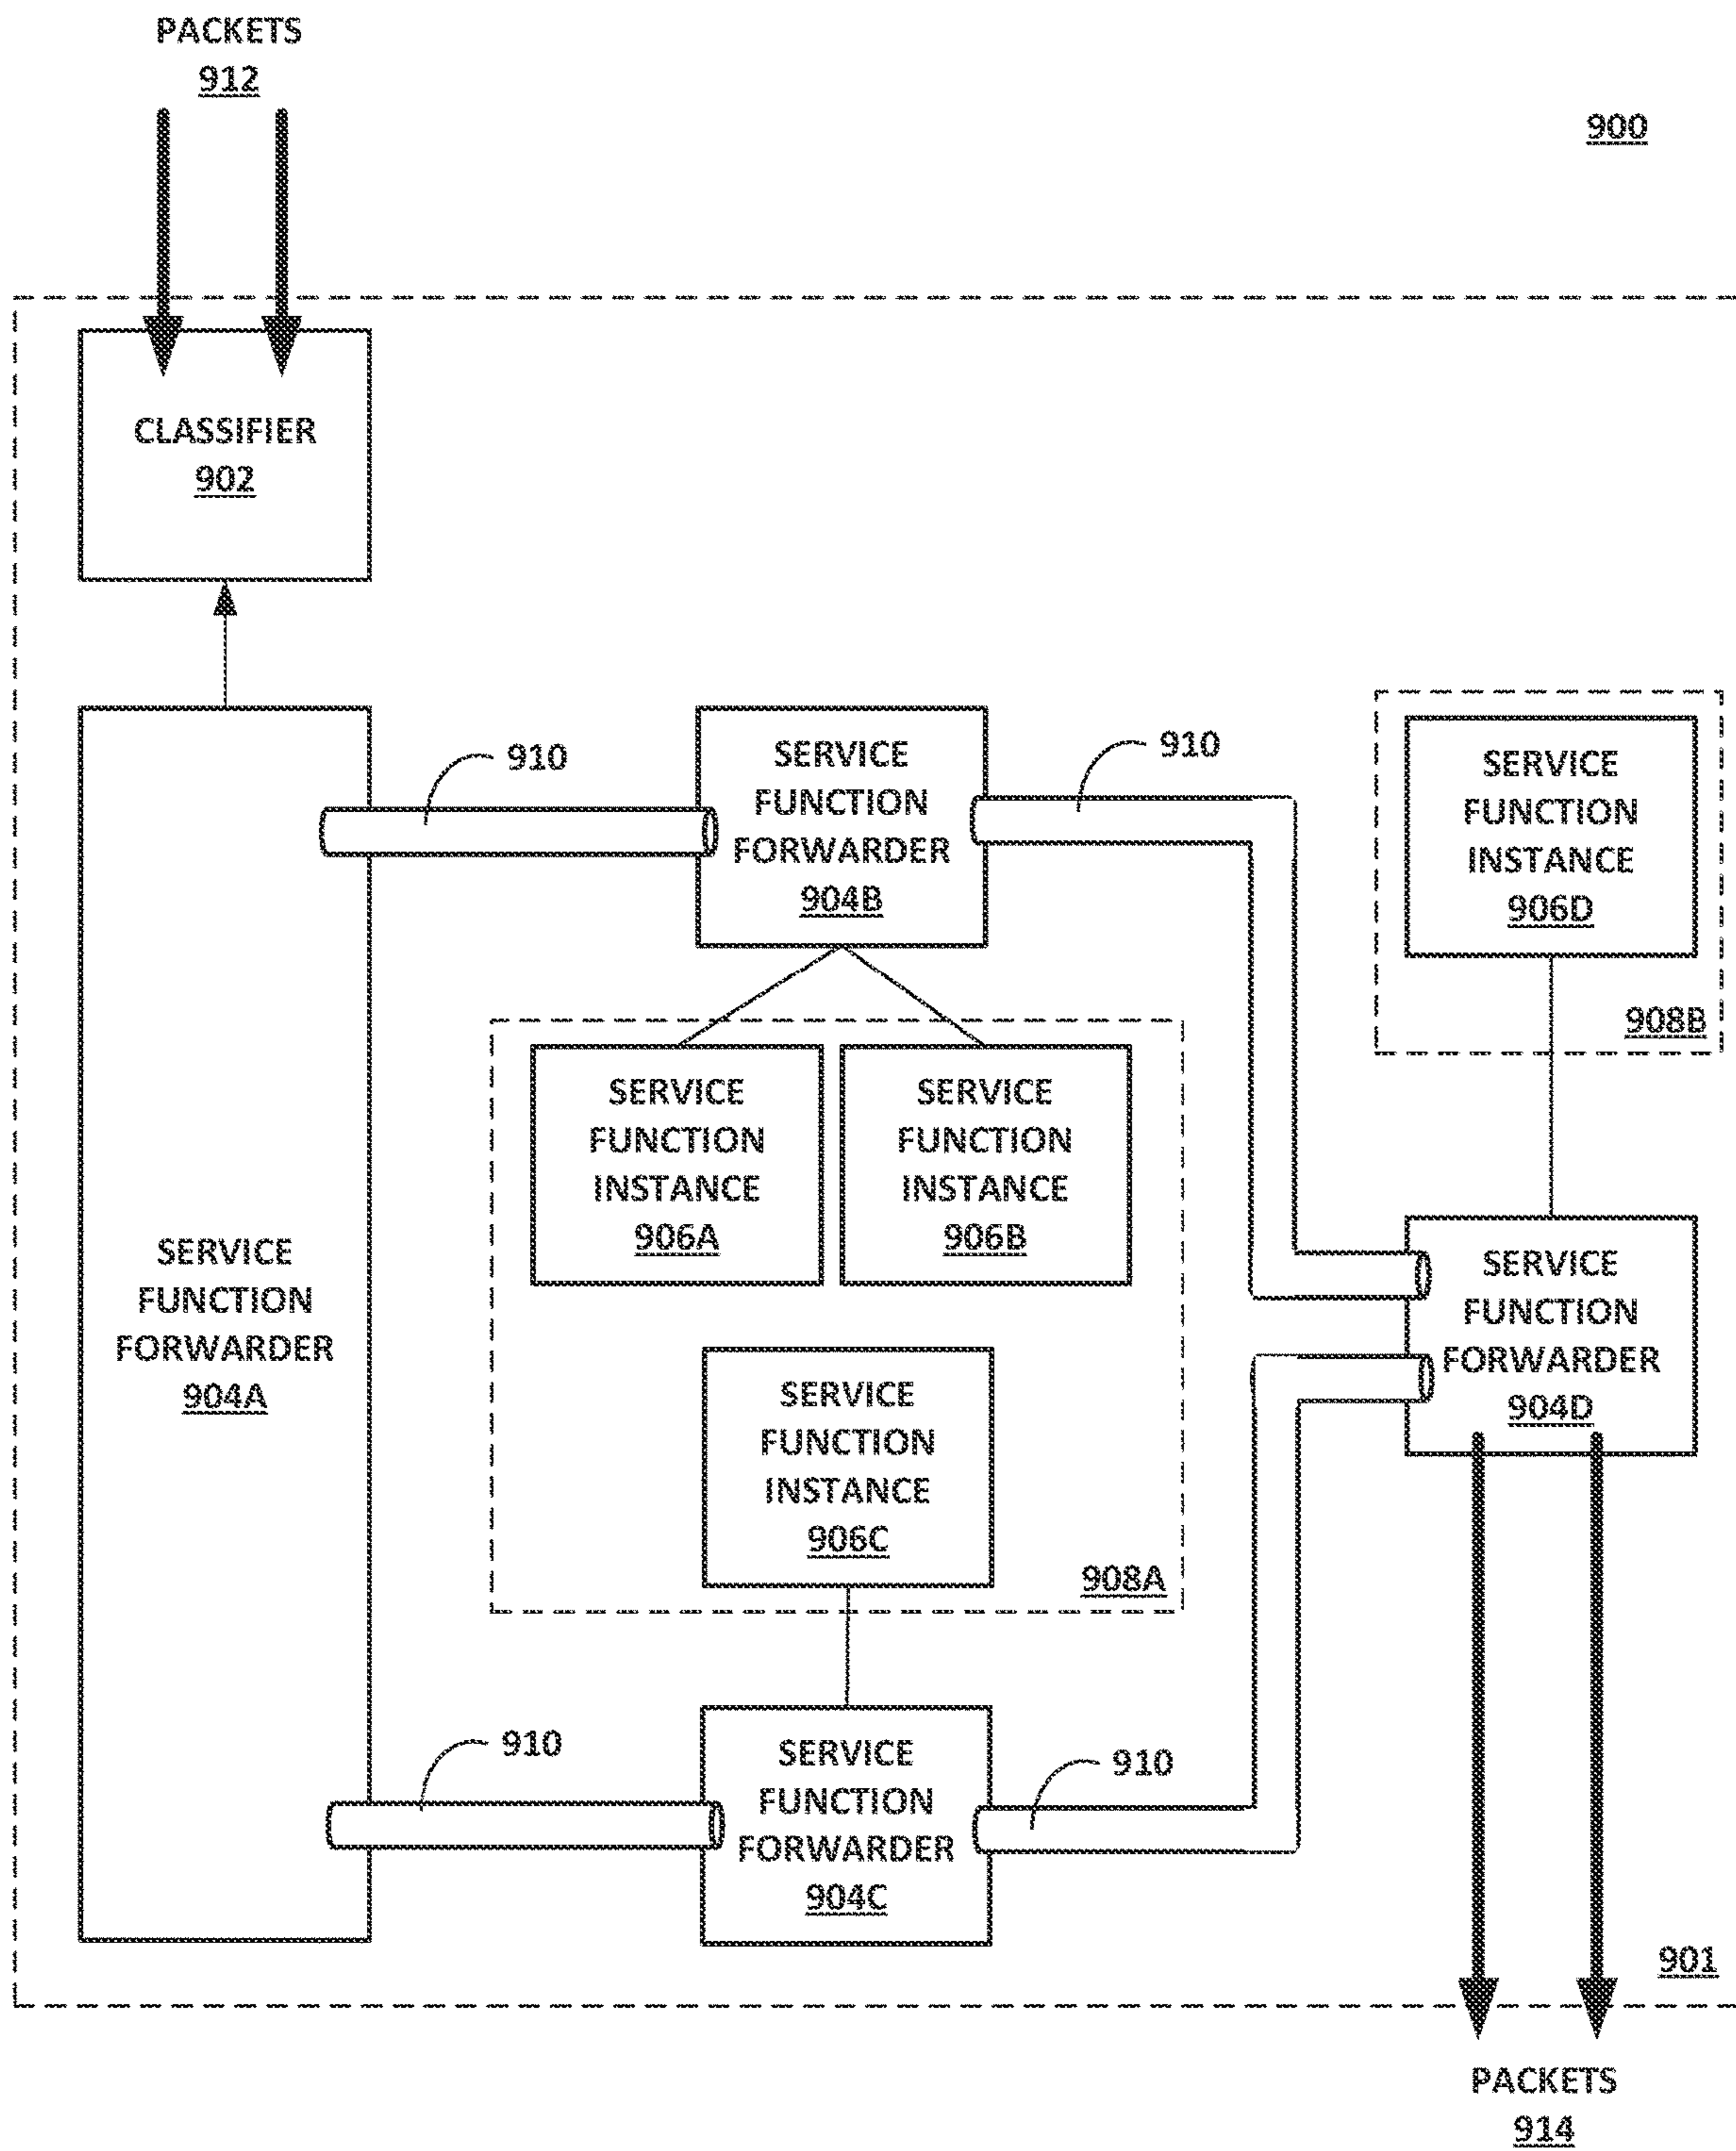 PACKETS
912
900
CLASSIFIER
902
910
SERVICE
FUNCTION
FORWARDER
904B
910
SERVICE
FUNCTION
INSTANCE
906D
908B
SERVICE
FUNCTION
INSTANCE
906A
SERVICE
FUNCTION
INSTANCE
906B
SERVICE
FUNCTION
FORWARDER
904A
SERVICE
FUNCTION
FORWARDER
904D
SERVICE
FUNCTION
INSTANCE
906C
908A
910
SERVICE
FUNCTION
FORWARDER
904C
910
901
PACKETS
914